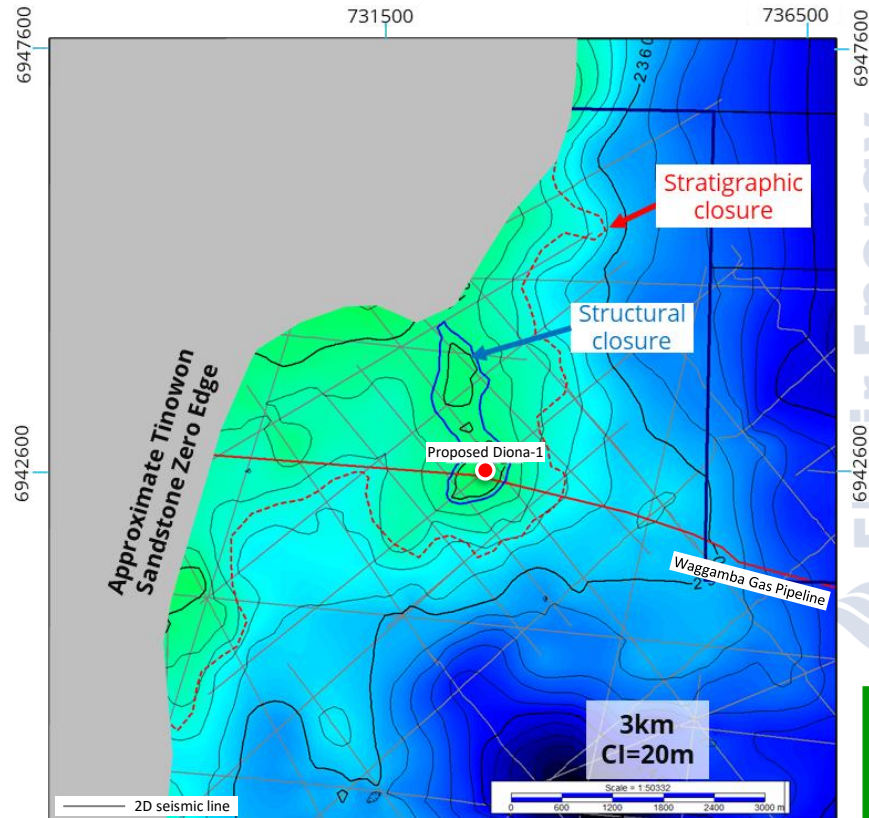 731500
736500
6947600
6947600
2360
Stratigraphic
closure
Structural
closure
Approximate Tinowon
Sandstone Zero Edge
Proposed Diona-1
6942600
6942600
Waggamba Gas Pipeline
3km
CI=20m
Scale = 1:50332
0 600 1200 1800 2400 3000 m
2D seismic line